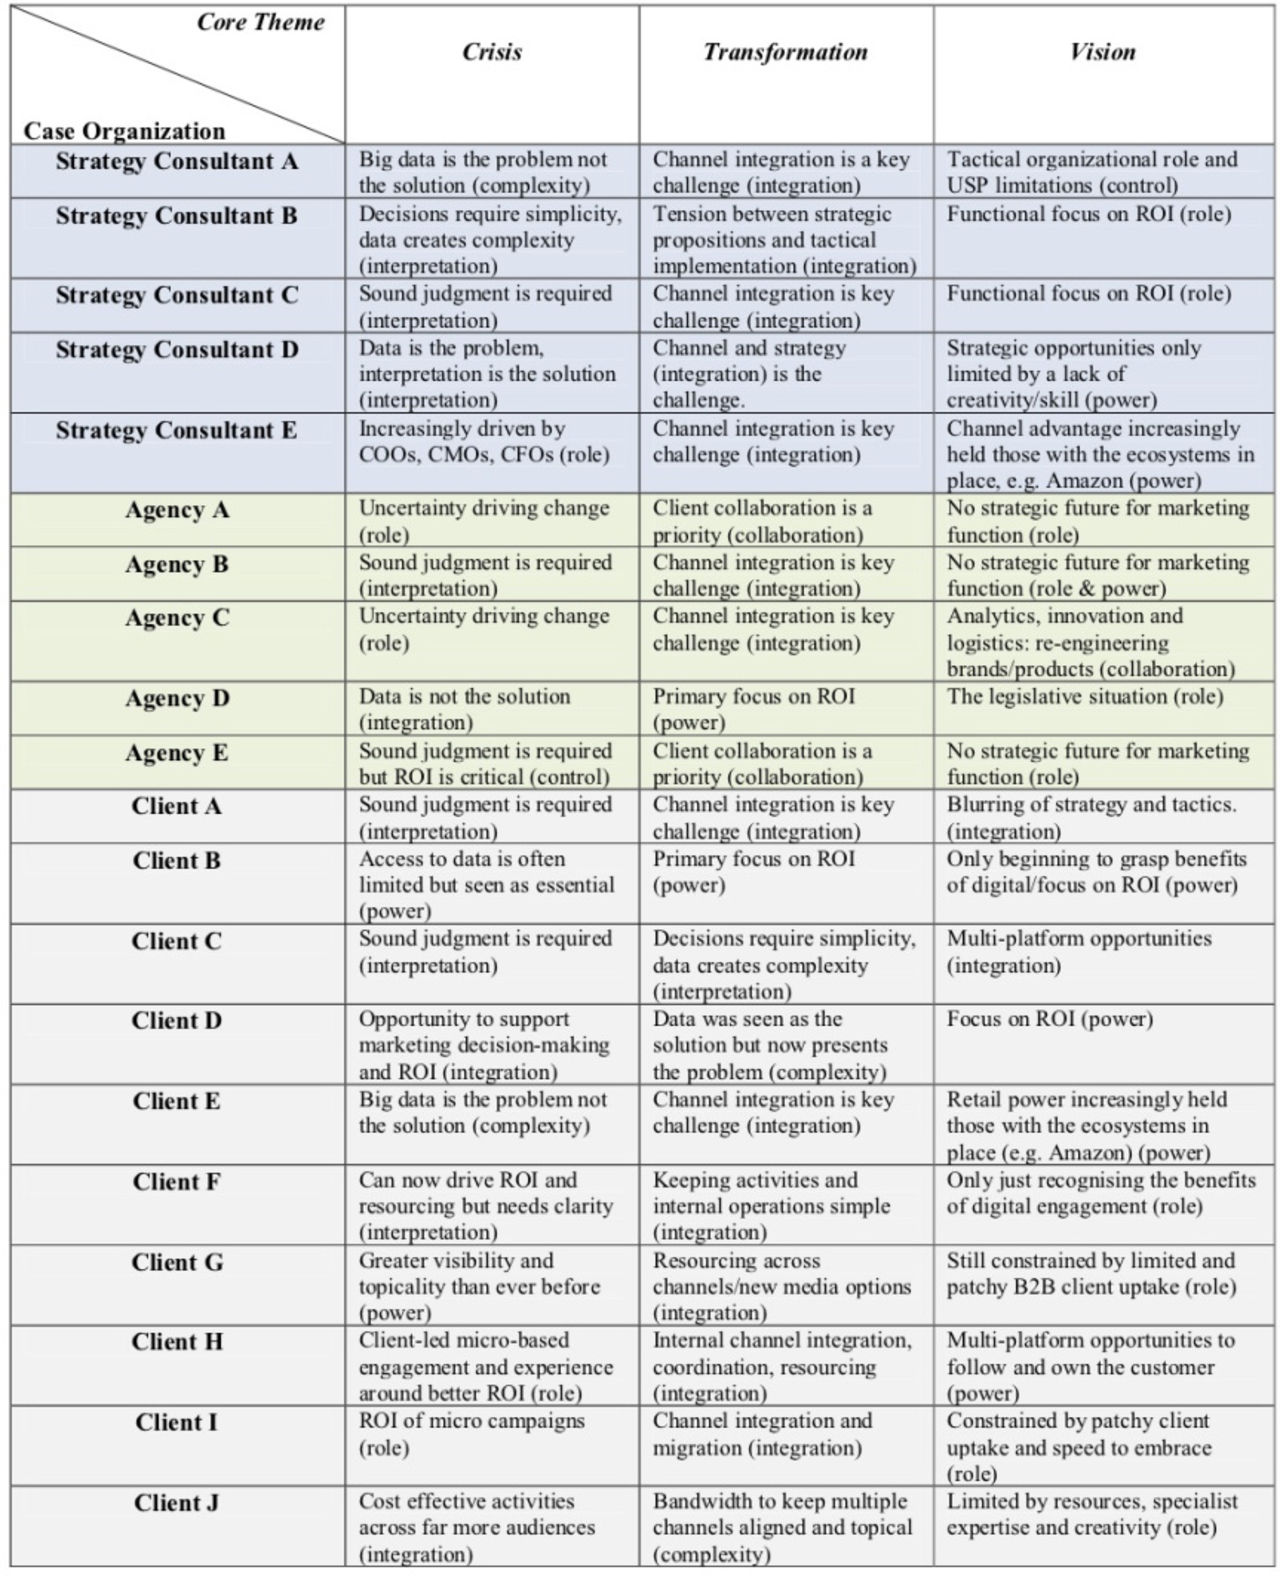 Core Theme
Case Organization
Crisis
Transformation
Vision
Strategy Consultant A
Big data is the problem not
the solution (complexity)
Channel integration is a key
challenge (integration)
Tactical organizational role and
USP limitations (control)
Strategy Consultant B
Decisions require simplicity,
data creates complexity
(interpretation)
Tension between strategic
propositions and tactical
implementation (integration)
Functional focus on ROI (role)
Strategy Consultant C
Sound judgment is required
(interpretation)
Channel integration is key
challenge (integration)
Functional focus on ROI (role)
Strategy Consultant D
Data is the problem,
interpretation is the solution
(interpretation)
Channel and strategy
(integration) is the
challenge.
Strategic opportunities only
limited by a lack of
creativity/skill (power)
Strategy Consultant E
Increasingly driven by
COOs, CMOs, CFOs (role)
Channel integration is key
challenge (integration)
Channel advantage increasingly
held those with the ecosystems in
place, e.g. Amazon (power)
Agency A
Uncertainty driving change
(role)
Client collaboration is a
priority (collaboration)
No strategic future for marketing
function (role)
Agency B
Sound judgment is required
(interpretation)
Channel integration is key
challenge (integration)
No strategic future for marketing
function (role & power)
Agency C
Uncertainty driving change
(role)
Channel integration is key
challenge (integration)
Analytics, innovation and
logistics: re-engineering
brands/products (collaboration)
Agency D
Data is not the solution
(integration)
Primary focus on ROI
(power)
The legislative situation (role)
Agency E
Sound judgment is required
but ROI is critical (control)
Client collaboration is a
priority (collaboration)
No strategic future for marketing
function (role)
Client A
Sound judgment is required
(interpretation)
Channel integration is key
challenge (integration)
Blurring of strategy and tactics.
(integration)
Client B
Access to data is often
limited but seen as essential
(power)
Primary focus on ROI
(power)
Only beginning to grasp benefits
of digital/focus on ROI (power)
Client C
Sound judgment is required
(interpretation)
Decisions require simplicity,
data creates complexity
(interpretation)
Multi-platform opportunities
(integration)
Client D
Opportunity to support
marketing decision-making
and ROI (integration)
Data was seen as the
solution but now presents
the problem (complexity)
Focus on ROI (power)
Client E
Big data is the problem not
the solution (complexity)
Channel integration is key
challenge (integration)
Retail power increasingly held
those with the ecosystems in
place (e.g. Amazon) (power)
Client F
Can now drive ROI and
resourcing but needs clarity
(interpretation)
Keeping activities and
internal operations simple
(integration)
Only just recognising the benefits
of digital engagement (role)
Client G
Greater visibility and
topicality than ever before
(power)
Resourcing across
channels/new media options
(integration)
Still constrained by limited and
patchy B2B client uptake (role)
Client H
Client-led micro-based
engagement and experience
around better ROI (role)
Internal channel integration,
coordination, resourcing
(integration)
Multi-platform opportunities to
follow and own the customer
(power)
Client I
ROI of micro campaigns
(role)
Channel integration and
migration (integration)
Constrained by patchy client
uptake and speed to embrace
(role)
Client J
Cost effective activities
across far more audiences
(integration)
Bandwidth to keep multiple
channels aligned and topical
(complexity)
Limited by resources, specialist
expertise and creativity (role)